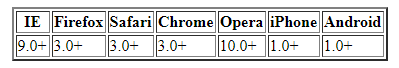 IE Firefox Safari Chrome Opera iPhone Android
9.0+ 3.0+ 3.0+ 3.0+ 10.0+ 1.0+ 1.0+